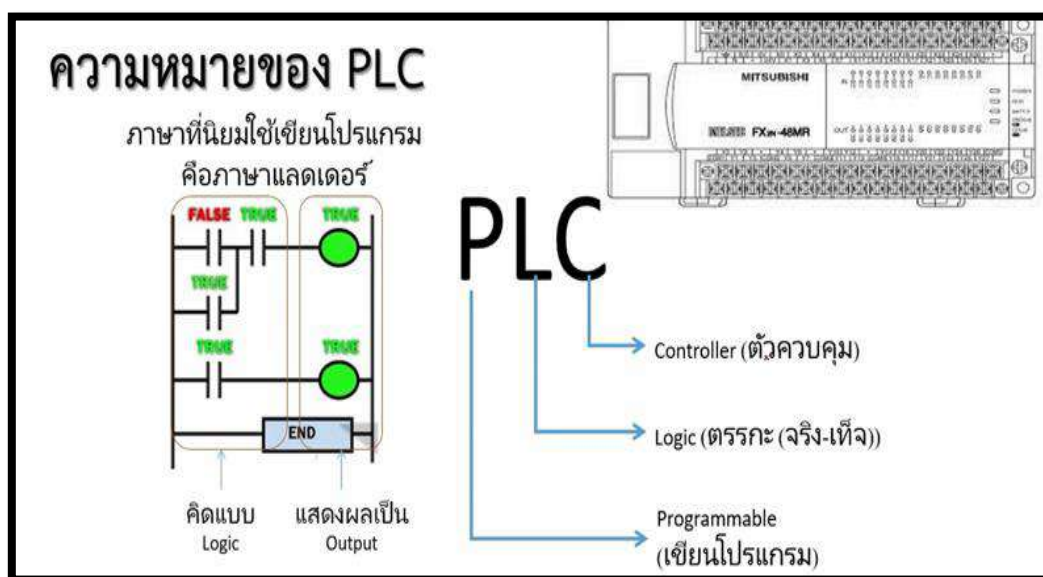 ความหมายของ PLC
ภาษาที่นิยมใช้เขียนโปรแกรม
คือภาษาแลดเดอร์
FALSE TRUE TRUE
TRUE
TRUE TRUE
END
คิดแบบ
Logic
แสดงผลเป็น
Output
MITSUBISHI
IN
MELSEC FX2N-48MR
OUT
POWER
PLC
Controller (ตัวควบคุม)
Logic (ตรรกะ (จริง-เท็จ))
Programmable
(เขียนโปรแกรม)